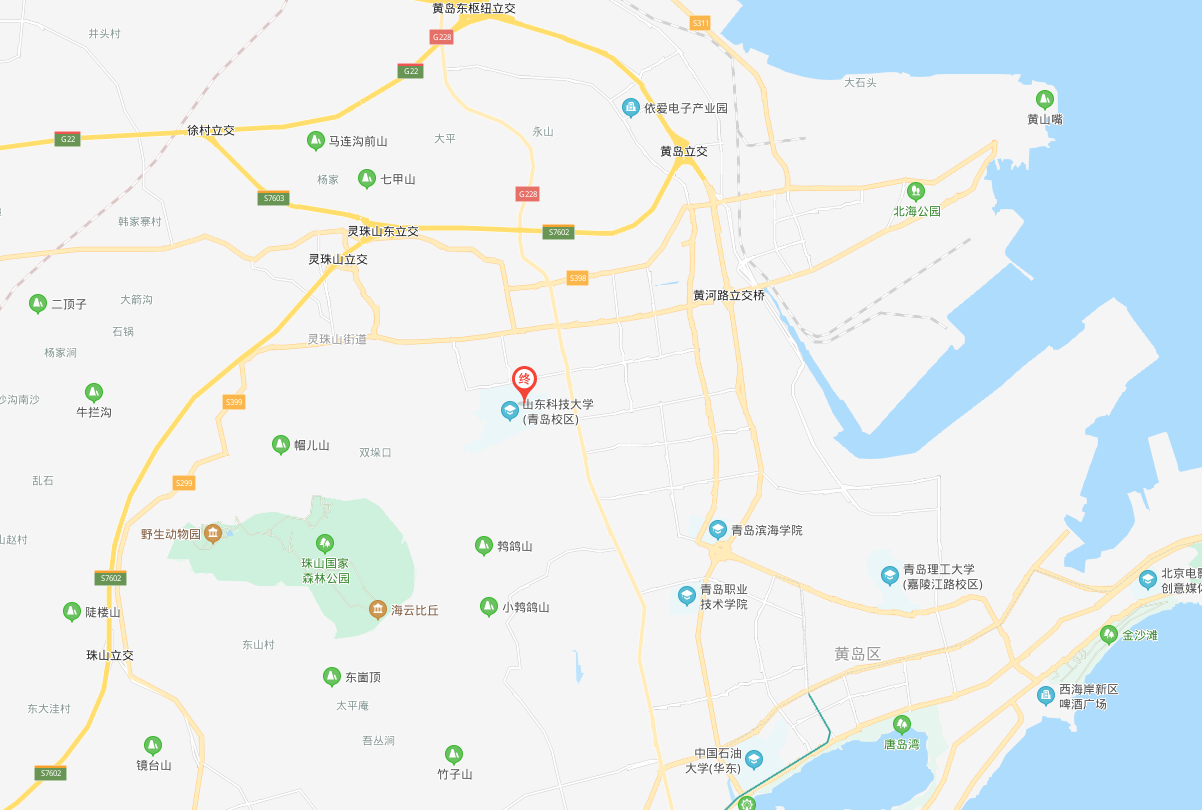 黄岛东枢纽立交
S311
井头村
G228
G22
大石头
依爱电子产业园
黄山嘴
徐村立交
G22
马连沟前山
大平
永山
黄岛立交
杨家
七甲山
G228
S7603
北海公园
韩家寨村
灵珠山东立交
S7602
灵珠山立交
S398
黄河路立交桥
二顶子
大箭沟
石锅
灵珠山街道
杨家涧
终
牛拦沟
沙沟南沙
S399
山东科技大学
(青岛校区)
帽儿山
双垛口
乱石
S299
野生动物园
青岛滨海学院
山赵村
鹁鸽山
珠山国家
森林公园
S7602
青岛理工大学
(嘉陵江路校区)
北京电影
创意媒体
青岛职业
技术学院
陡楼山
海云比丘
小鹁鸽山
金沙滩
东山村
珠山立交
黄岛区
东崮顶
西海岸新区
啤酒广场
东大洼村
太平庵
吾丛涧
唐岛湾
镜台山
竹子山
中国石油
大学(华东)
S7602